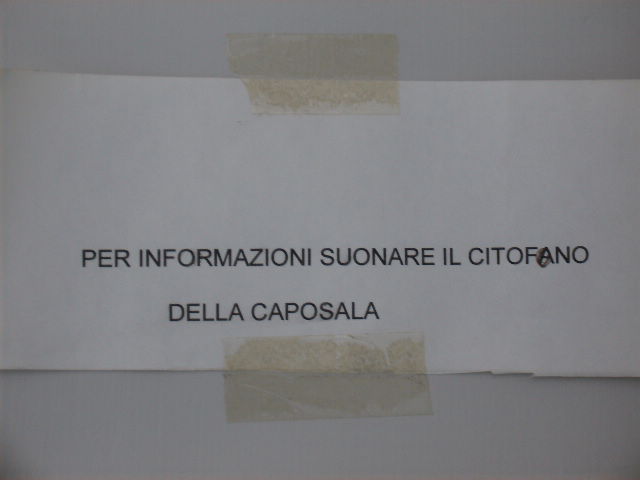 PER INFORMAZIONI SUONARE IL CITOFANO
DELLA CAPOSALA